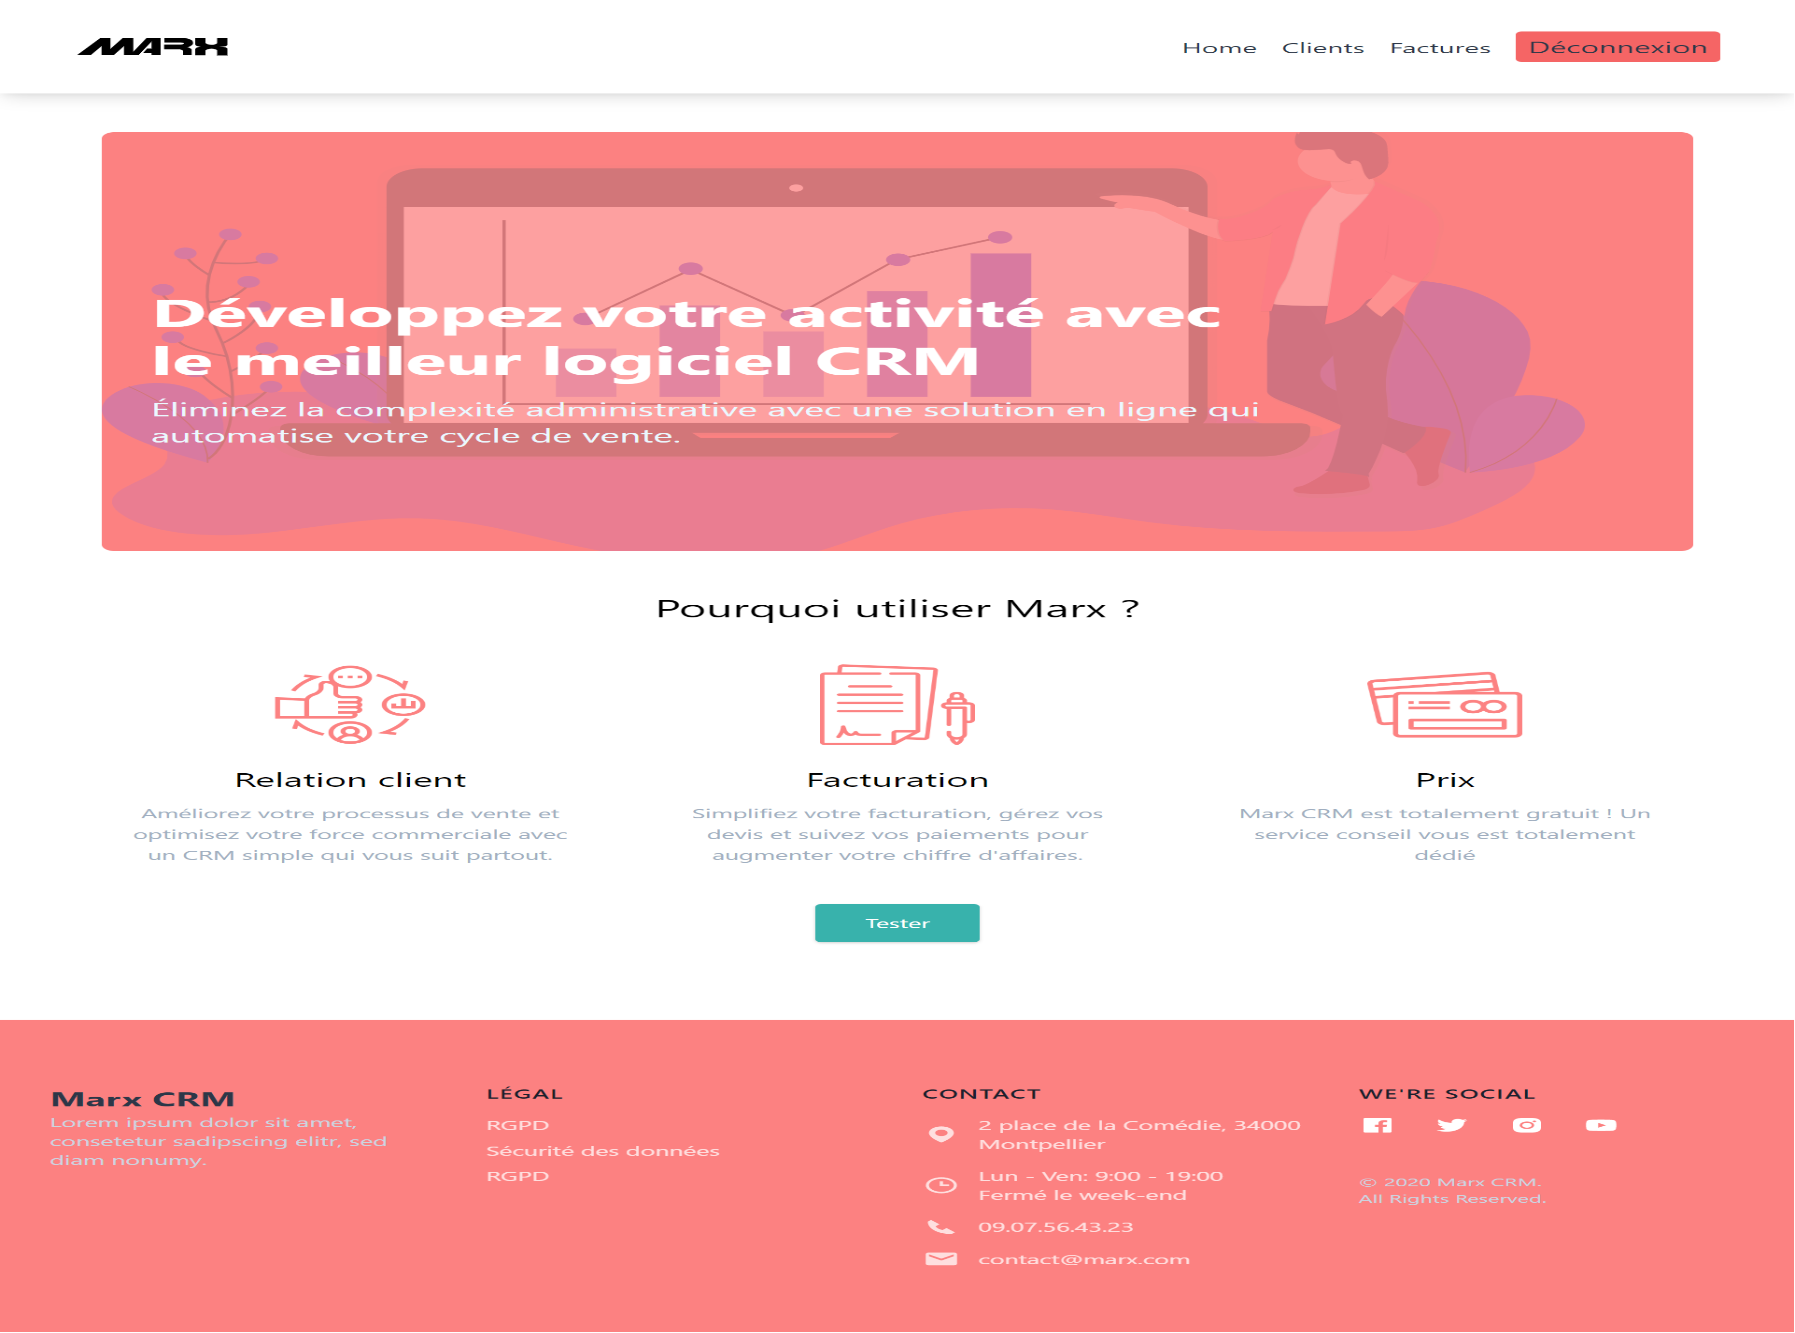 MARX
Home Clients Factures Déconnexion
Développez votre activité avec
le meilleur logiciel CRM
Éliminez la complexité administrative avec une solution en ligne qui
automatise votre cycle de vente.
Pourquoi utiliser Marx ?
Relation client
Améliorez votre processus de vente et
optimisez votre force commerciale avec
un CRM simple qui vous suit partout.
Facturation
Simplifiez votre facturation, gérez vos
devis et suivez vos paiements pour
augmenter votre chiffre d'affaires.
Prix
Marx CRM est totalement gratuit ! Un
service conseil vous est totalement
dédié
Tester
Marx CRM
Lorem ipsum dolor sit amet,
consetetur sadipscing elitr, sed
diam nonumy.
LÉGAL
RGPD
Sécurité des données
RGPD
CONTACT
2 place de la Comédie, 34000
Montpellier
Lun - Ven: 9:00 - 19:00
Fermé le week-end
09.07.56.43.23
contact@marx.com
WE'RE SOCIAL
© 2020 Marx CRM.
All Rights Reserved.